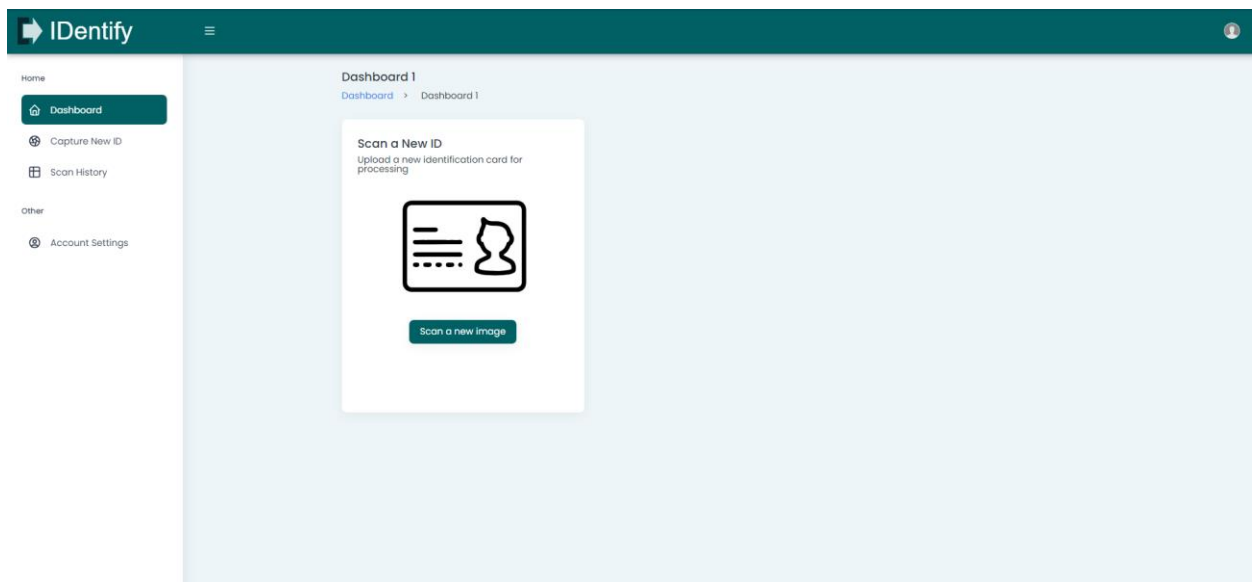 IDentify
Home
Dashboard
Capture New ID
Scan History
Other
Account Settings
Dashboard 1
Dashboard > Dashboard 1
Scan a New ID
Upload a new identification card for
processing
Scan a new image